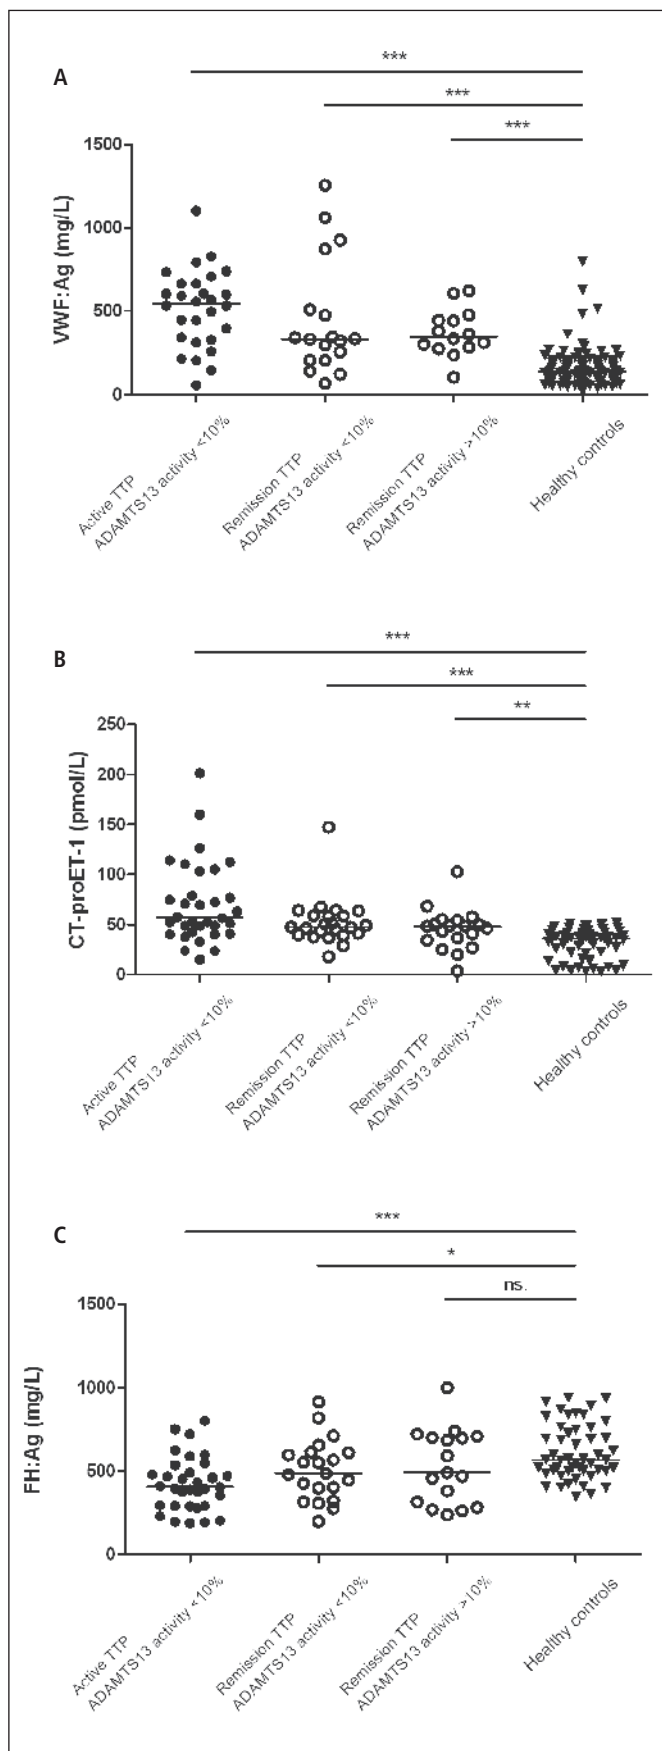 A
***
***
***
VWF:Ag (mg/L)
1500
1000
500
0
Active TTP
ADAMTS13 activity <10%
Remission TTP
ADAMTS13 activity <10%
Remission TTP
ADAMTS13 activity >10%
Healthy controls
B
***
***
**
CT-proET-1 (pmol/L)
250
200
150
100
50
0
Active TTP
ADAMTS13 activity <10%
Remission TTP
ADAMTS13 activity <10%
Remission TTP
ADAMTS13 activity >10%
Healthy controls
C
***
*
ns.
FH:Ag (mg/L)
1500
1000
500
0
Active TTP
ADAMTS13 activity <10%
Remission TTP
ADAMTS13 activity <10%
Remission TTP
ADAMTS13 activity >10%
Healthy controls